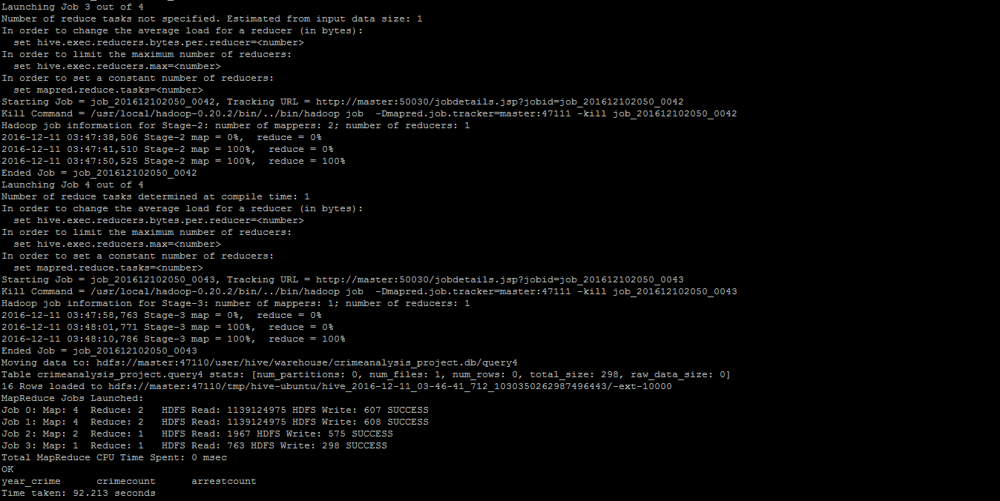 Launching Job 3 out of 4
Number of reduce tasks not specified. Estimated from input data size: 1
In order to change the average load for a reducer (in bytes):
  set hive.exec.reducers.bytes.per.reducer=<number>
In order to limit the maximum number of reducers:
  set hive.exec.reducers.max=<number>
In order to set a constant number of reducers:
  set mapred.reduce.tasks=<number>
Starting Job = job_201612102050_0042, Tracking URL = http://master:50030/jobdetails.jsp?jobid=job_201612102050_0042
Kill Command = /usr/local/hadoop-0.20.2/bin/../bin/hadoop job  -Dmapred.job.tracker=master:47111 -kill job_201612102050_0042
Hadoop job information for Stage-2: number of mappers: 2; number of reducers: 1
2016-12-11 03:47:38,506 Stage-2 map = 0%,  reduce = 0%
2016-12-11 03:47:41,510 Stage-2 map = 100%,  reduce = 0%
2016-12-11 03:47:50,525 Stage-2 map = 100%,  reduce = 100%
Ended Job = job_201612102050_0042
Launching Job 4 out of 4
Number of reduce tasks determined at compile time: 1
In order to change the average load for a reducer (in bytes):
  set hive.exec.reducers.bytes.per.reducer=<number>
In order to limit the maximum number of reducers:
  set hive.exec.reducers.max=<number>
In order to set a constant number of reducers:
  set mapred.reduce.tasks=<number>
Starting Job = job_201612102050_0043, Tracking URL = http://master:50030/jobdetails.jsp?jobid=job_201612102050_0043
Kill Command = /usr/local/hadoop-0.20.2/bin/../bin/hadoop job  -Dmapred.job.tracker=master:47111 -kill job_201612102050_0043
Hadoop job information for Stage-3: number of mappers: 1; number of reducers: 1
2016-12-11 03:47:58,763 Stage-3 map = 0%,  reduce = 0%
2016-12-11 03:48:01,771 Stage-3 map = 100%,  reduce = 0%
2016-12-11 03:48:10,786 Stage-3 map = 100%,  reduce = 100%
Ended Job = job_201612102050_0043
Moving data to: hdfs://master:47110/user/hive/warehouse/crimeanalysis_project.db/query4
Table crimeanalysis_project.query4 stats: [num_partitions: 0, num_files: 1, num_rows: 0, total_size: 298, raw_data_size: 0]
16 Rows loaded to hdfs://master:47110/tmp/hive-ubuntu/hive_2016-12-11_03-46-41_712_1030350262987496443/-ext-10000
MapReduce Jobs Launched:
Job 0: Map: 4  Reduce: 2   HDFS Read: 1139124975 HDFS Write: 607 SUCCESS
Job 1: Map: 4  Reduce: 2   HDFS Read: 1139124975 HDFS Write: 608 SUCCESS
Job 2: Map: 2  Reduce: 1   HDFS Read: 1967 HDFS Write: 575 SUCCESS
Job 3: Map: 1  Reduce: 1   HDFS Read: 763 HDFS Write: 298 SUCCESS
Total MapReduce CPU Time Spent: 0 msec
OK
year_crime      crimecount      arrestcount
Time taken: 92.213 seconds